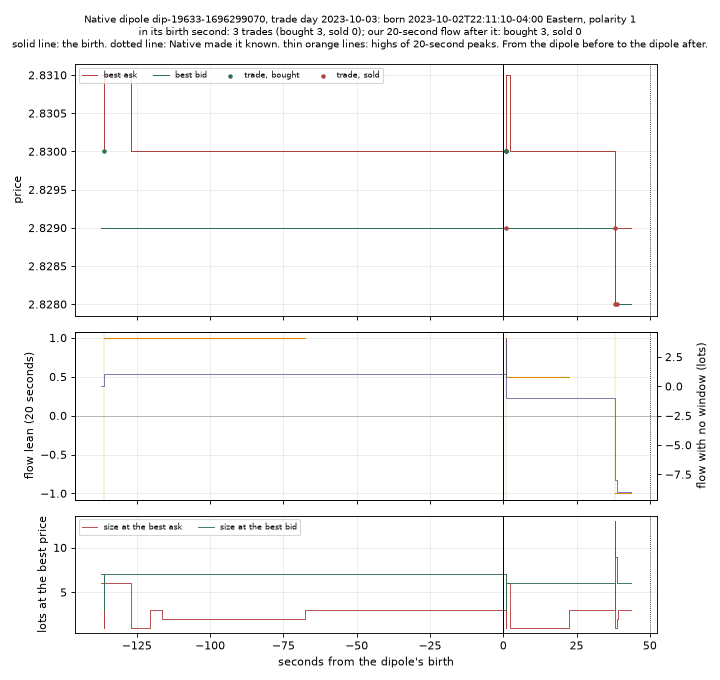 Native dipole dip-19633-1696299070, trade day 2023-10-03: born 2023-10-02T22:11:10-04:00 Eastern, polarity 1
in its birth second: 3 trades (bought 3, sold 0); our 20-second flow after it: bought 3, sold 0
solid line: the birth. dotted line: Native made it known. thin orange lines: highs of 20-second peaks. From the dipole before to the dipole after.
best ask
best bid
trade, bought
trade, sold
2.8310
2.8305
2.8300
2.8295
2.8290
2.8285
2.8280
price
1.0
0.5
0.0
−0.5
−1.0
flow lean (20 seconds)
2.5
0.0
−2.5
−5.0
−7.5
flow with no window (lots)
size at the best ask
size at the best bid
10
5
lots at the best price
−125
−100
−75
−50
−25
0
25
50
seconds from the dipole's birth